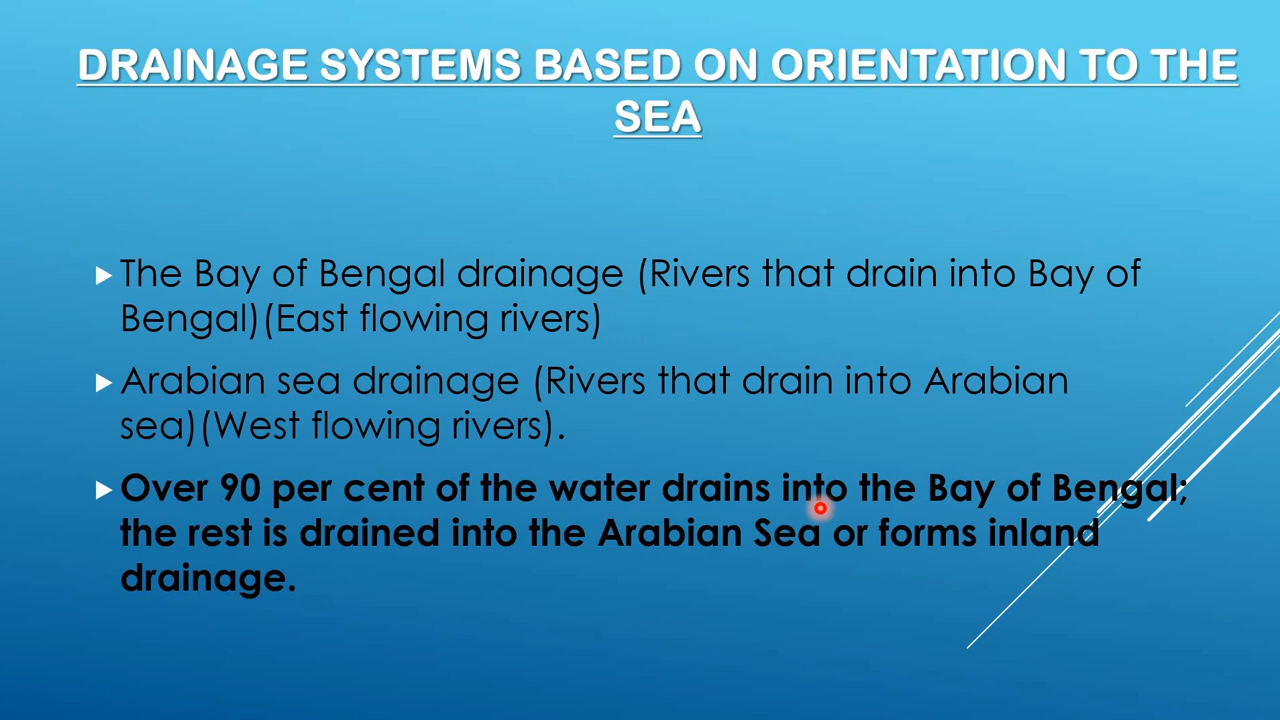 DRAINAGE SYSTEMS BASED ON ORIENTATION TO THE
SEA
The Bay of Bengal drainage (Rivers that drain into Bay of
Bengal)(East flowing rivers)
Arabian sea drainage (Rivers that drain into Arabian
sea)(West flowing rivers).
Over 90 per cent of the water drains into the Bay of Bengal;
the rest is drained into the Arabian Sea or forms inland
drainage.